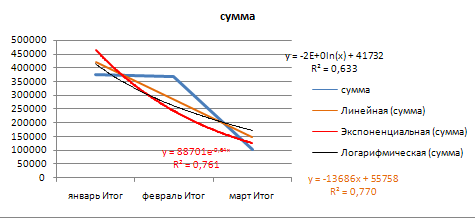 сумма
500000
450000
400000
350000
300000
250000
200000
150000
100000
50000
0
январь Итог февраль Итог март Итог
y = -2E+0ln(x) + 41732
R² = 0,633
y = 88701e
R² = 0,761
y = -13686x + 55758
R² = 0,770
сумма
Линейная (сумма)
Экспоненциальная (сумма)
Логарифмическая (сумма)